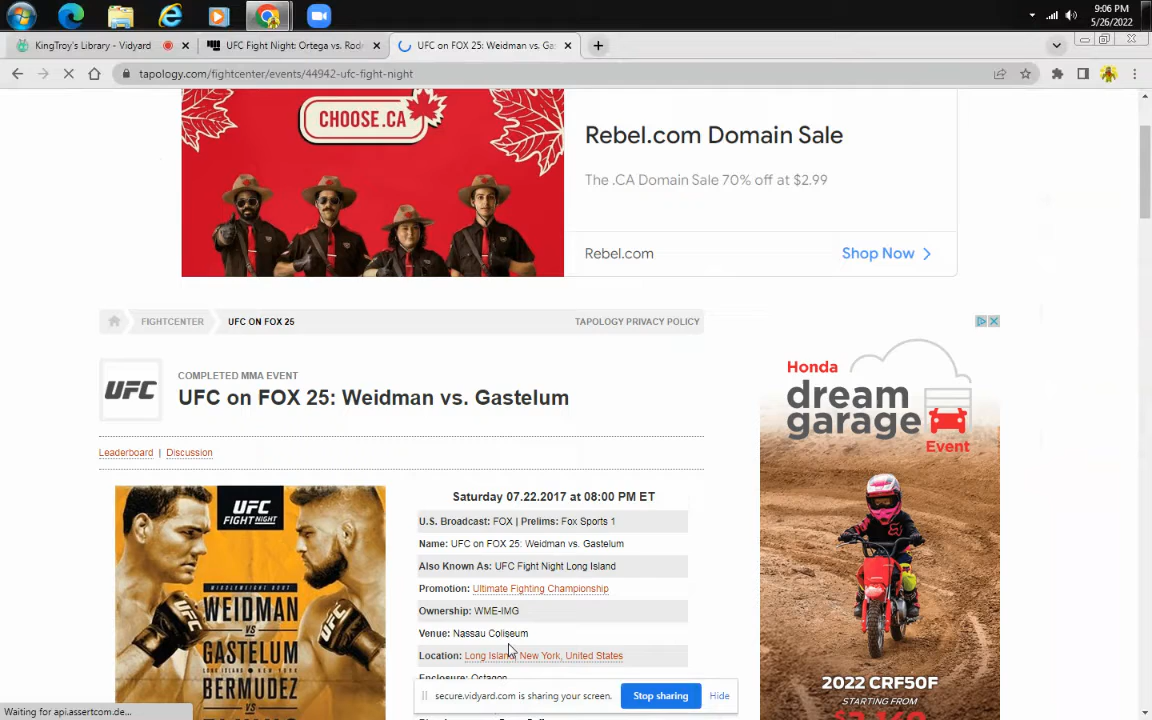 9:06 PM
5/26/2022
KingTroy's Library - Vidyard
UFC Fight Night: Ortega vs. Rod
UFC on FOX 25: Weidman vs. Ga
tapology.com/fightcenter/events/44942-ufc-fight-night
CHOOSE.CA
Rebel.com Domain Sale
The .CA Domain Sale 70% off at $2.99
Rebel.com
Shop Now
FIGHTCENTER
UFC ON FOX 25
TAPOLOGY PRIVACY POLICY
UFC
COMPLETED MMA EVENT
UFC on FOX 25: Weidman vs. Gastelum
Leaderboard | Discussion
UFC
FIGHT NIGHT
WEIDMAN
VS
GASTELUM
BERMUDEZ
UFC
UFC
Saturday 07.22.2017 at 08:00 PM ET
U.S. Broadcast: FOX | Prelims: Fox Sports 1
Name: UFC on FOX 25: Weidman vs. Gastelum
Also Known As: UFC Fight Night Long Island
Promotion: Ultimate Fighting Championship
Ownership: WME-IMG
Venue: Nassau Coliseum
Location: Long Island, New York, United States
Enclosure: Octagon
Honda
dream
garage
Event
2022 CRF50F
STARTING FROM
secure.vidyard.com is sharing your screen.
Stop sharing
Hide
Waiting for api.assertcom.de...